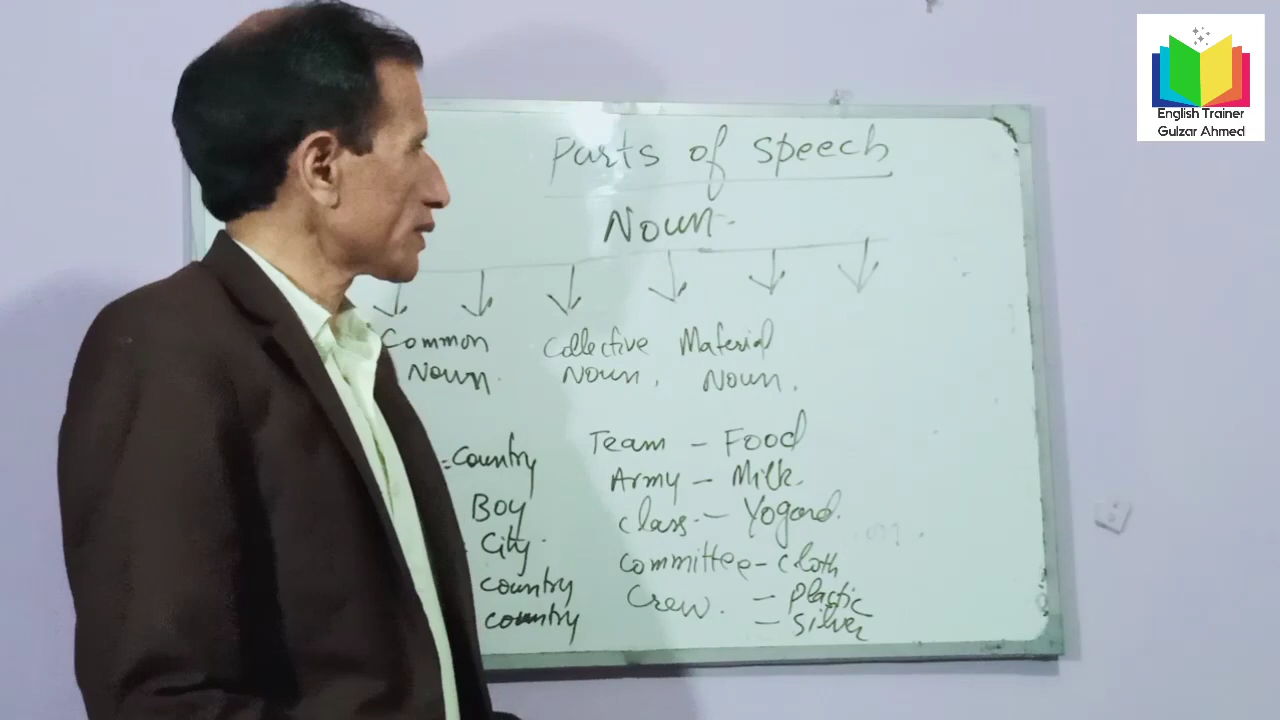 English Trainer
Gulzar Ahmed
Parts of speech
Noun
Common Collective Material
Noun. Noun, Noun.
=Country Team - Food
Boy Army - Milk.
City. Class. - Yogord.
country Committee - Cloth
country Crew. - Plastic
- Silver